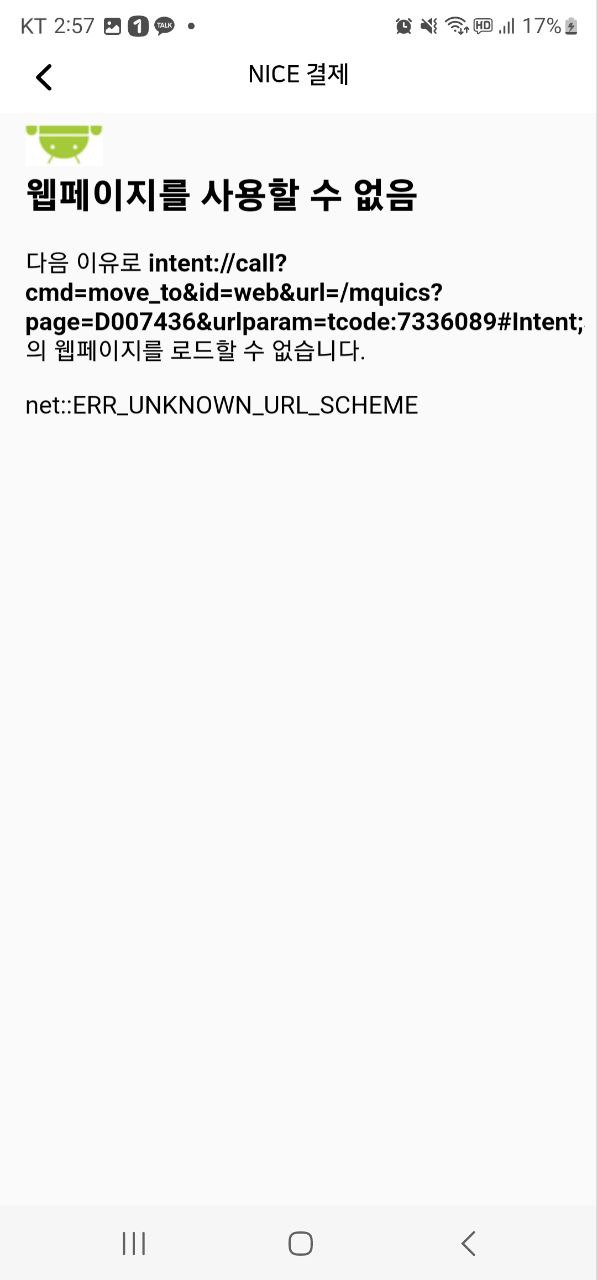 KT 2:57 1 TALK HD 17%
NICE 결제
웹페이지를 사용할 수 없음
다음 이유로 intent://call?
cmd=move_to&id=web&url=/mquics?
page=D007436&urlparam=tcode:7336089#Intent;
의 웹페이지를 로드할 수 없습니다.
net::ERR_UNKNOWN_URL_SCHEME